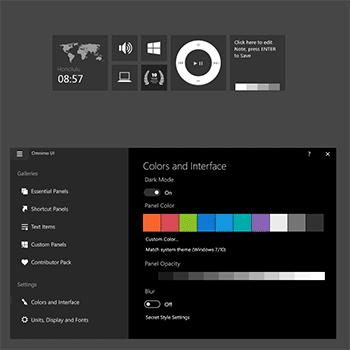 Click here to edit
Note, press ENTER
to Save
Honolulu
08:57
10
Omnimo UI
?
Galleries
Essential Panels
Shortcut Panels
Text Items
Custom Panels
Contributor Pack
Settings
Colors and Interface
Units, Display and Fonts
Colors and Interface
Dark Mode
On
Panel Color
Custom Color...
Match system theme (Windows 7/10)
Panel Opacity
Blur
Off
Secret Style Settings